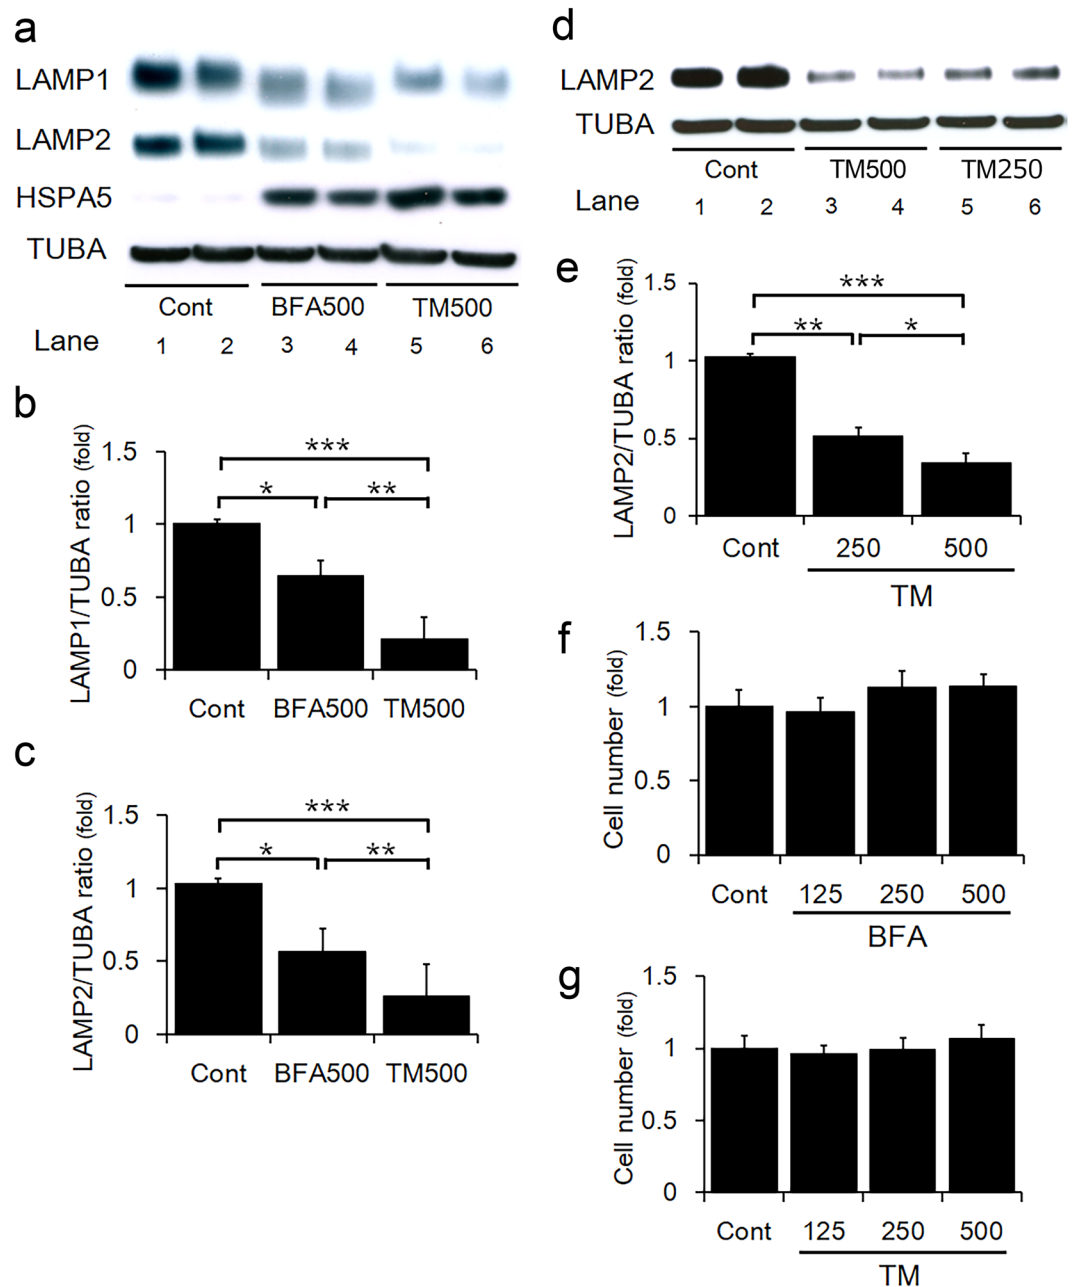 a
LAMP1
LAMP2
HSPA5
TUBA
Cont BFA500 TM500
Lane 1 2 3 4 5 6
b
LAMP1/TUBA ratio (fold)
1.5
1
0.5
0
***
* **
Cont BFA500 TM500
c
LAMP2/TUBA ratio (fold)
1.5
1
0.5
0
***
* **
Cont BFA500 TM500
d
LAMP2
TUBA
Cont TM500 TM250
Lane 1 2 3 4 5 6
e
LAMP2/TUBA ratio (fold)
1.5
1
0.5
0
***
** *
Cont 250 500
TM
f
Cell number (fold)
1.5
1
0.5
0
Cont 125 250 500
BFA
g
Cell number (fold)
1.5
1
0.5
0
Cont 125 250 500
TM